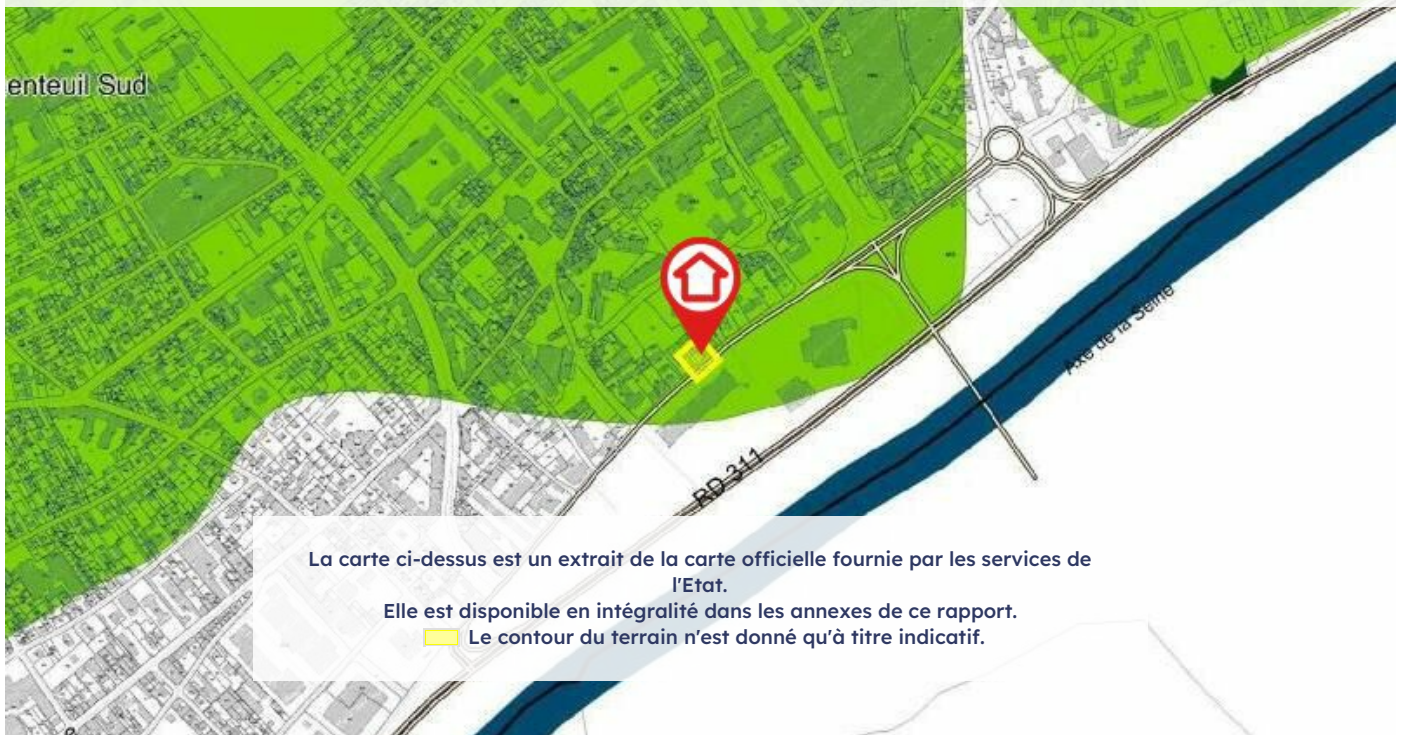 enteuil Sud
Axe de la Seine
RD 311
La carte ci-dessus est un extrait de la carte officielle fournie par les services de
l'Etat.
Elle est disponible en intégralité dans les annexes de ce rapport.
Le contour du terrain n'est donné qu'à titre indicatif.